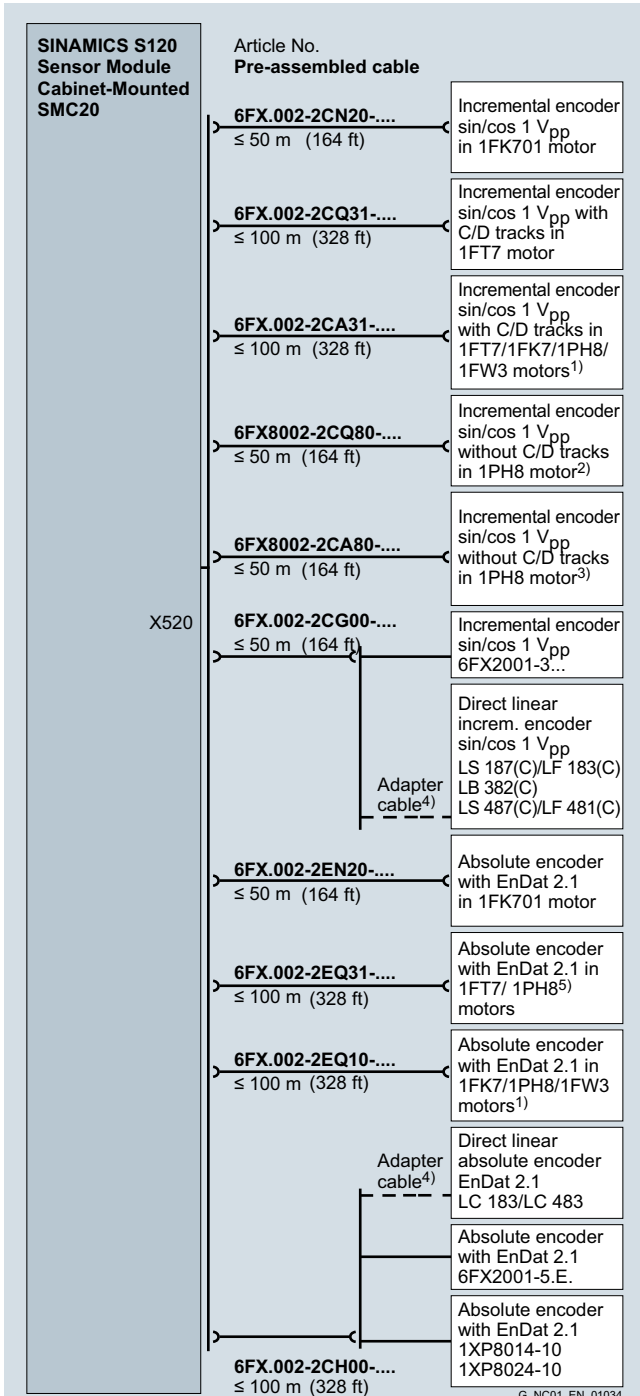 SINAMICS S120
Sensor Module
Cabinet-Mounted
SMC20
Article No.
Pre-assembled cable
6FX.002-2CN20-....
≤ 50 m (164 ft)
Incremental encoder
sin/cos 1 Vpp
in 1FK701 motor
6FX.002-2CQ31-....
≤ 100 m (328 ft)
Incremental encoder
sin/cos 1 Vpp with
C/D tracks in
1FT7 motor
6FX.002-2CA31-....
≤ 100 m (328 ft)
Incremental encoder
sin/cos 1 Vpp
with C/D tracks in
1FT7/1FK7/1PH8/
1FW3 motors1)
6FX8002-2CQ80-....
≤ 50 m (164 ft)
Incremental encoder
sin/cos 1 Vpp
without C/D tracks
in 1PH8 motor2)
6FX8002-2CA80-....
≤ 50 m (164 ft)
Incremental encoder
sin/cos 1 Vpp
without C/D tracks
in 1PH8 motor3)
X520
6FX.002-2CG00-....
≤ 50 m (164 ft)
Incremental encoder
sin/cos 1 Vpp
6FX2001-3...
Adapter
cable4)
Direct linear
increm. encoder
sin/cos 1 Vpp
LS 187(C)/LF 183(C)
LB 382(C)
LS 487(C)/LF 481(C)
6FX.002-2EN20-....
≤ 50 m (164 ft)
Absolute encoder
with EnDat 2.1
in 1FK701 motor
6FX.002-2EQ31-....
≤ 100 m (328 ft)
Absolute encoder
with EnDat 2.1 in
1FT7/ 1PH85)
motors
6FX.002-2EQ10-....
≤ 100 m (328 ft)
Absolute encoder
with EnDat 2.1 in
1FK7/1PH8/1FW3
motors1)
Adapter
cable4)
Direct linear
absolute encoder
EnDat 2.1
LC 183/LC 483
Absolute encoder
with EnDat 2.1
6FX2001-5.E.
Absolute encoder
with EnDat 2.1
1XP8014-10
1XP8024-10
6FX.002-2CH00-....
≤ 100 m (328 ft)
G_NC01_EN_01034